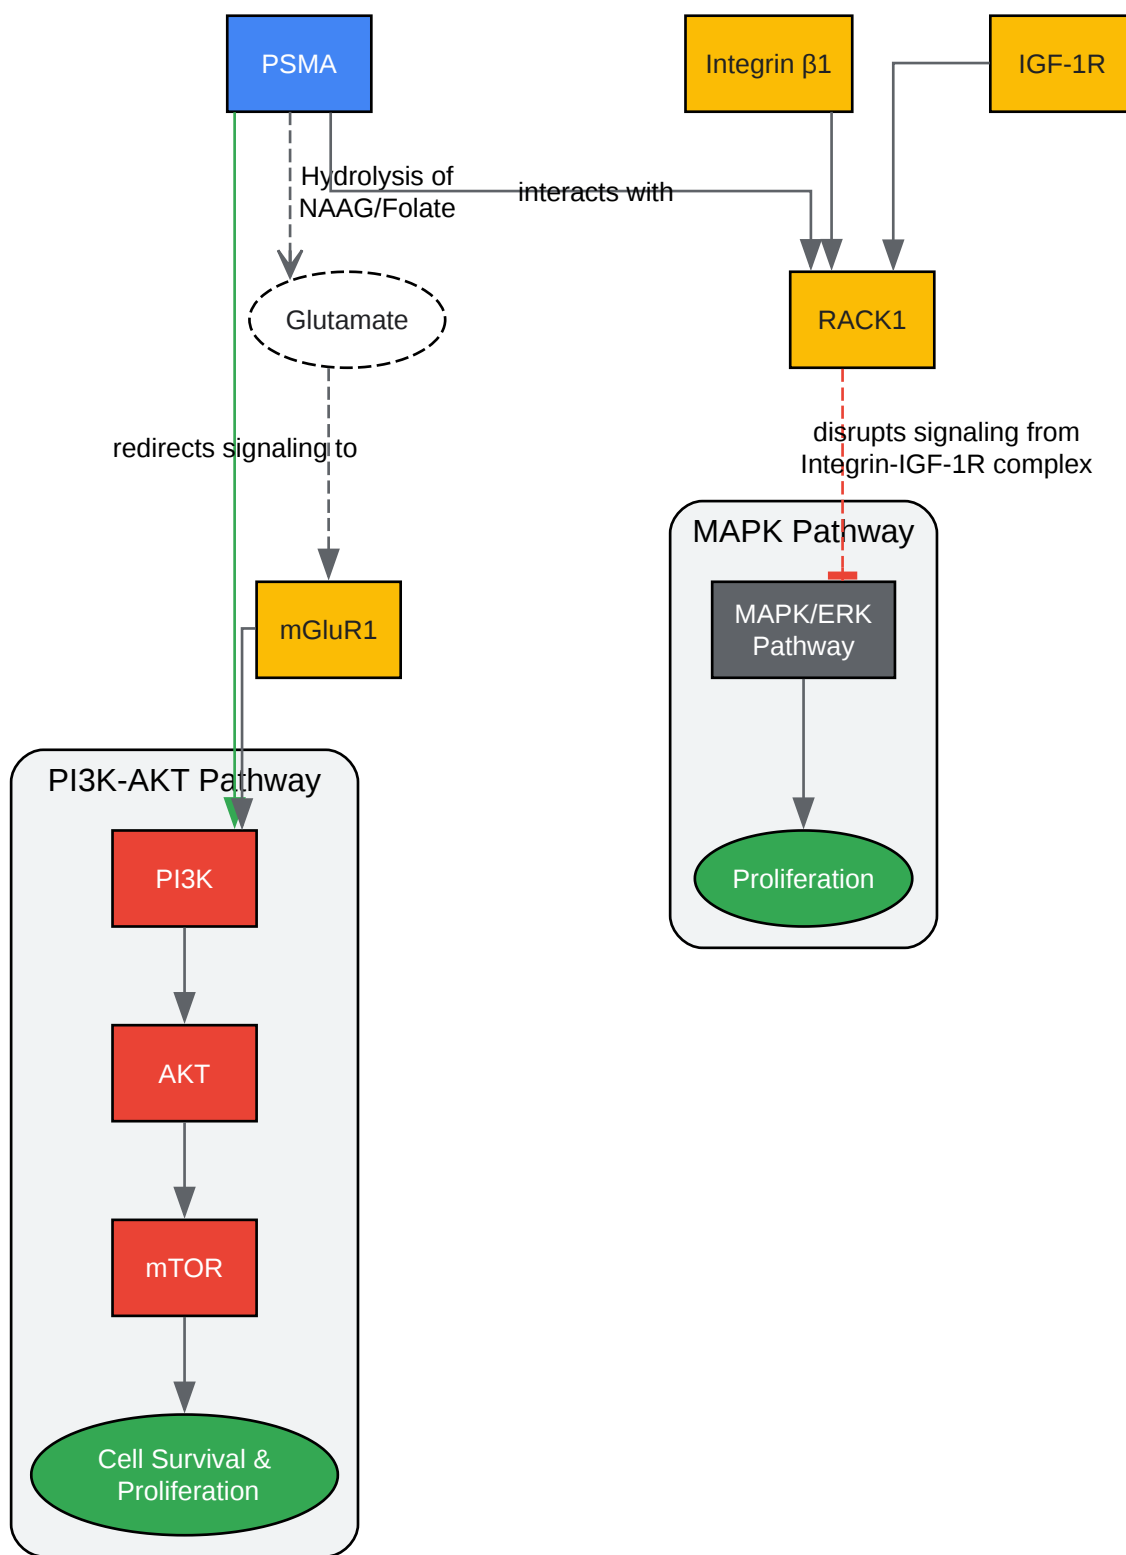 PSMA
Integrin β1
IGF-1R
Hydrolysis of
NAAG/Folate
interacts with
Glutamate
RACK1
redirects signaling to
disrupts signaling from
Integrin-IGF-1R complex
MAPK Pathway
mGluR1
MAPK/ERK
Pathway
PI3K-AKT Pathway
PI3K
Proliferation
AKT
mTOR
Cell Survival &
Proliferation